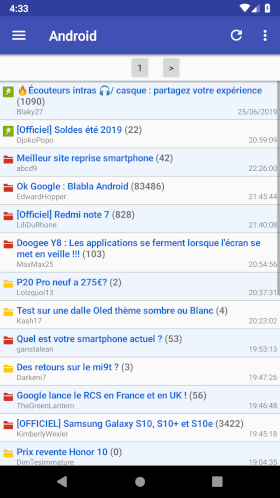 4:33
Android
1 >
🔥Écouteurs intras 🎧/ casque : partagez votre expérience
(1090)
Blaky27 25/06/2019
[Officiel] Soldes été 2019 (22)
DjokoPopo 20:59:09
Meilleur site reprise smartphone (42)
abcd9 22:26:00
Ok Google : Blabla Android (83486)
EdwardHopper 21:45:44
[Officiel] Redmi note 7 (828)
LiliDuRhone 21:40:08
Doogee Y8 : Les applications se ferment lorsque l'écran se
met en veille !!! (103)
MaxMax25 20:54:56
P20 Pro neuf a 275€? (2)
Lolzquoi13 20:37:31
Test sur une dalle Oled thème sombre ou Blanc (4)
Kash17 20:23:02
Quel est votre smartphone actuel ? (53)
ganstalean 19:53:13
Des retours sur le mi9t ? (3)
Darkeni7 19:47:26
Google lance le RCS en France et en UK ! (56)
TheGreenLantern 19:46:48
[OFFICIEL] Samsung Galaxy S10, S10+ et S10e (3422)
KimberlyWexler 19:45:18
Prix revente Honor 10 (0)
DimTesImmature 19:04:35